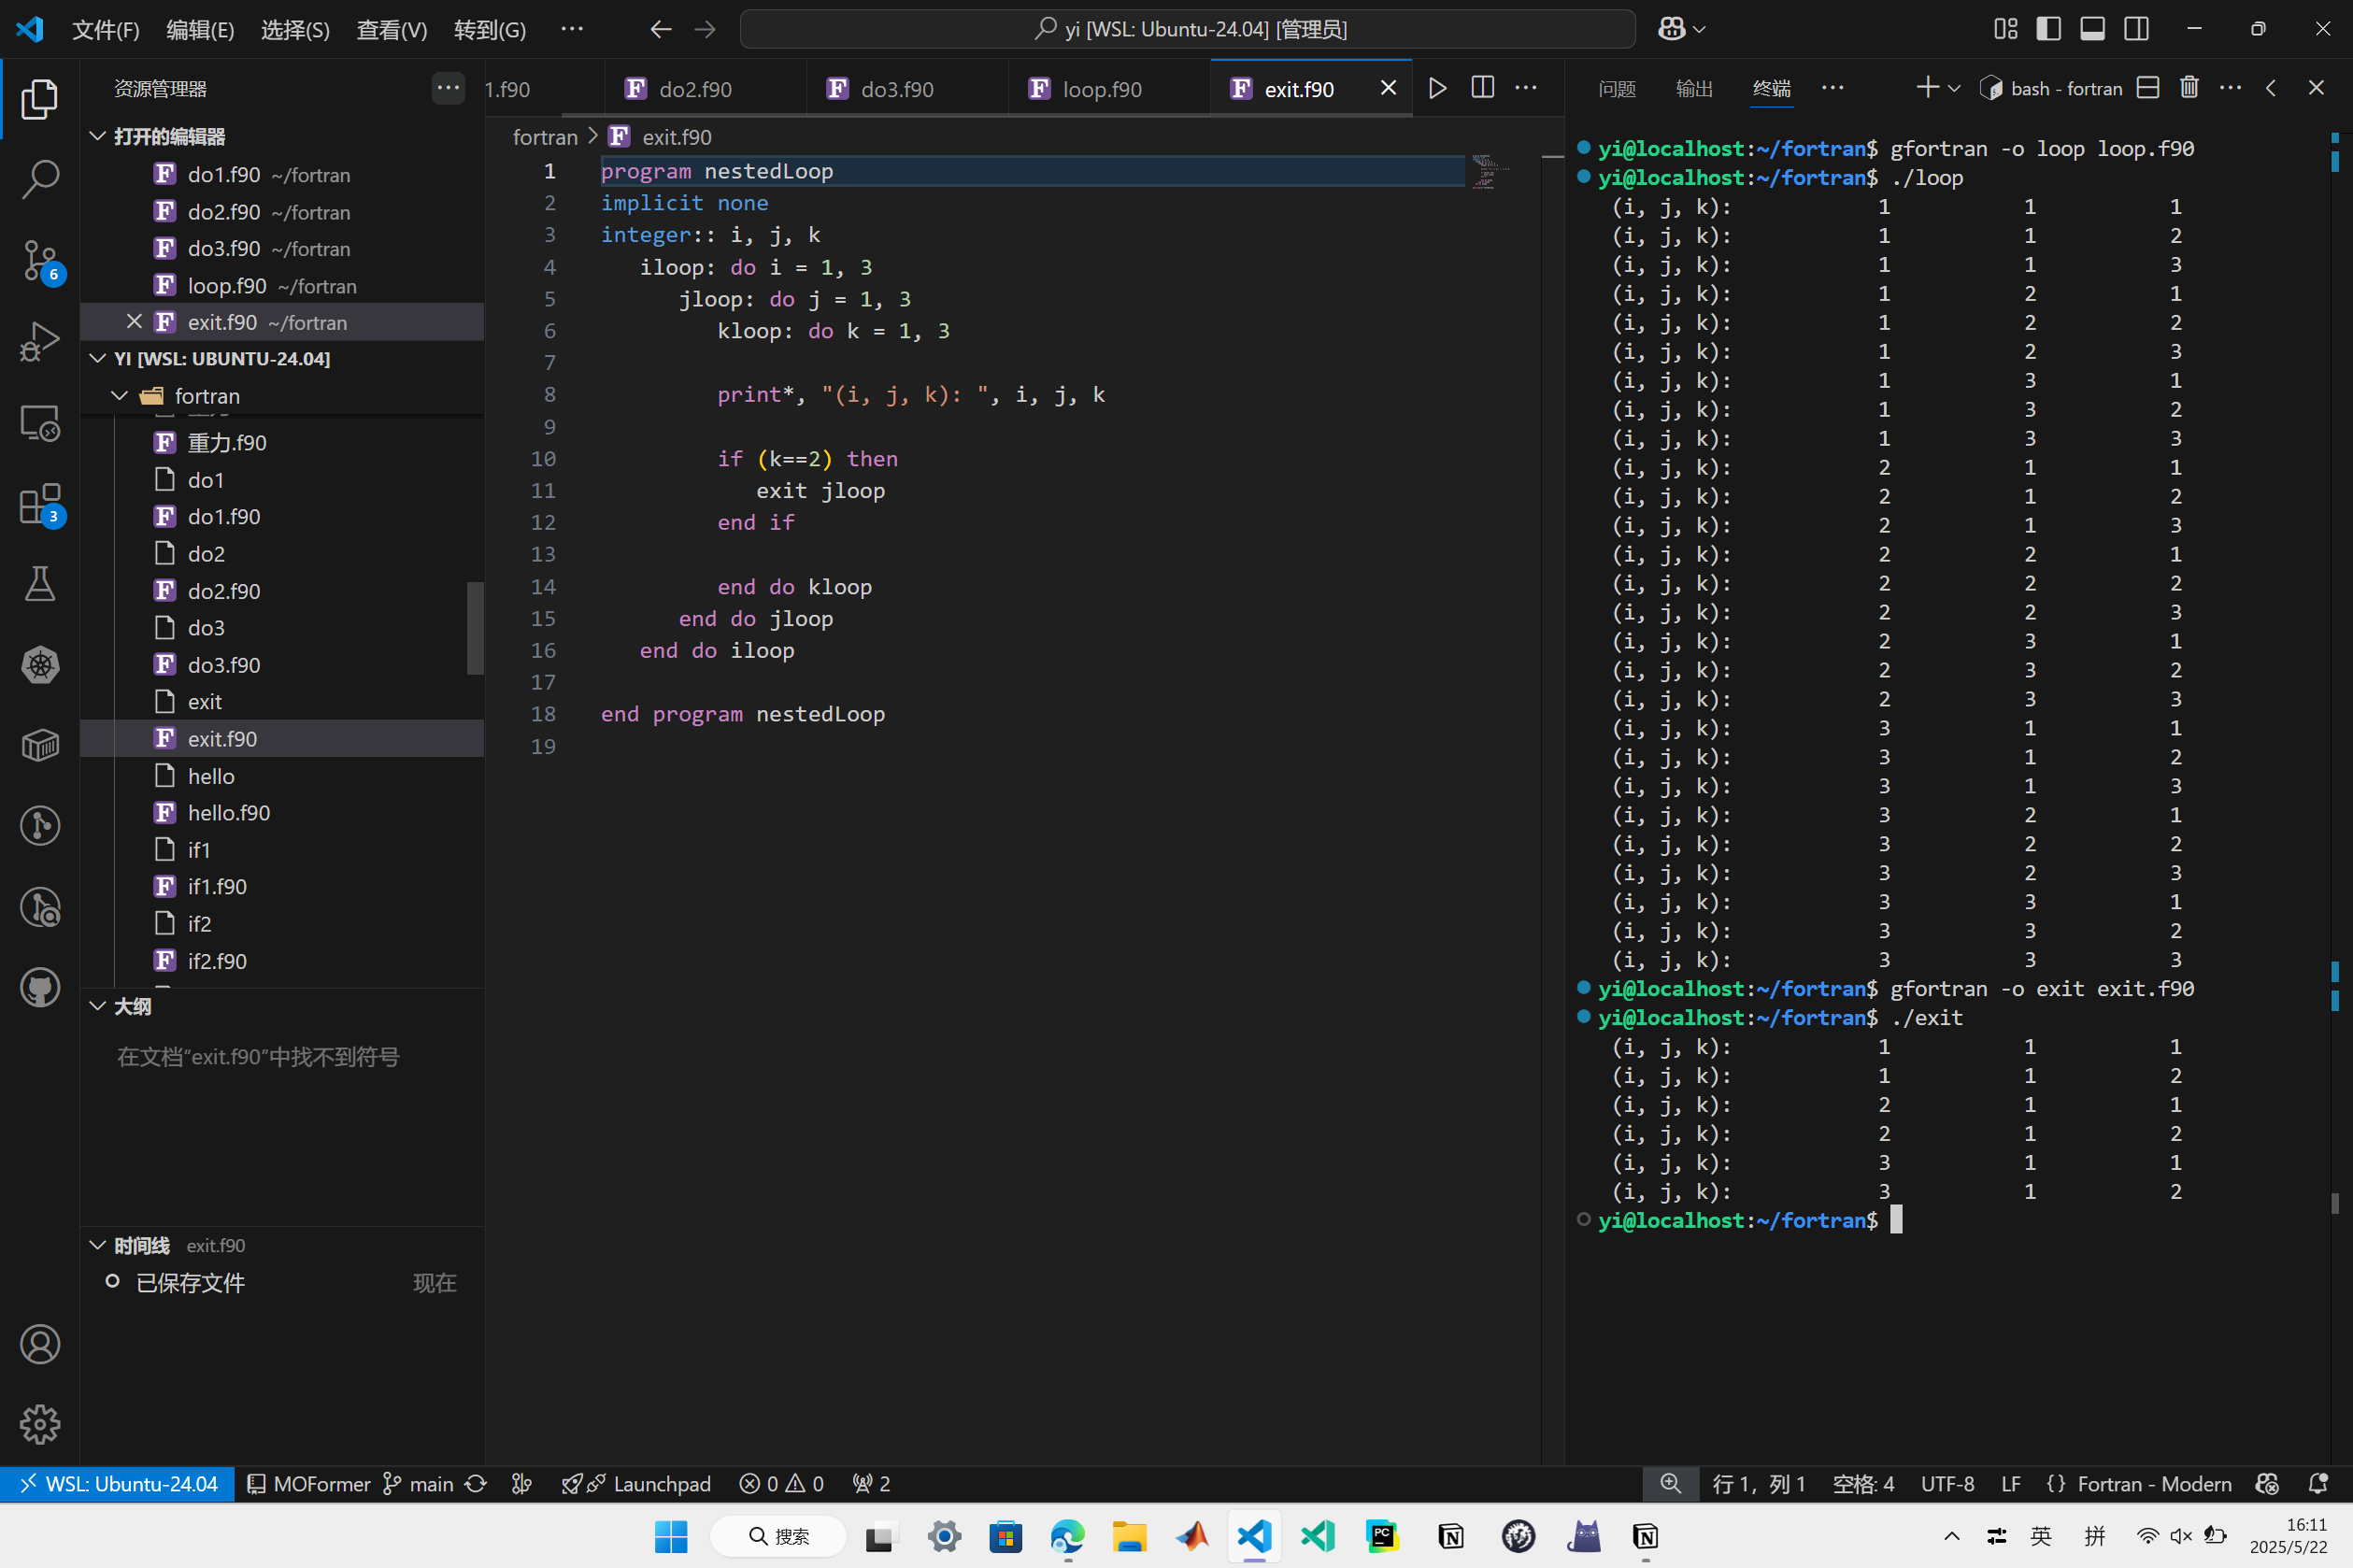 文件(F) 编辑(E) 选择(S) 查看(V) 转到(G) ··· yi [WSL: Ubuntu-24.04] [管理员]
资源管理器
打开的编辑器
do1.f90 ~/fortran
do2.f90 ~/fortran
do3.f90 ~/fortran
loop.f90 ~/fortran
exit.f90 ~/fortran
YI [WSL: UBUNTU-24.04]
fortran
重力.f90
do1
do1.f90
do2
do2.f90
do3
do3.f90
exit
exit.f90
hello
hello.f90
if1
if1.f90
if2
if2.f90
6
3
大纲
在文档“exit.f90”中找不到符号
时间线 exit.f90
已保存文件 现在
1.f90 do2.f90 do3.f90 loop.f90 exit.f90
fortran > exit.f90
1 program nestedLoop
2 implicit none
3 integer:: i, j, k
4 iloop: do i = 1, 3
5 jloop: do j = 1, 3
6 kloop: do k = 1, 3
7
8 print*, "(i, j, k): ", i, j, k
9
10 if (k==2) then
11 exit jloop
12 end if
13
14 end do kloop
15 end do jloop
16 end do iloop
17
18 end program nestedLoop
19
问题 输出 终端 ··· bash - fortran
yi@localhost:~/fortran$ gfortran -o loop loop.f90
yi@localhost:~/fortran$ ./loop
(i, j, k): 1 1 1
(i, j, k): 1 1 2
(i, j, k): 1 1 3
(i, j, k): 1 2 1
(i, j, k): 1 2 2
(i, j, k): 1 2 3
(i, j, k): 1 3 1
(i, j, k): 1 3 2
(i, j, k): 1 3 3
(i, j, k): 2 1 1
(i, j, k): 2 1 2
(i, j, k): 2 1 3
(i, j, k): 2 2 1
(i, j, k): 2 2 2
(i, j, k): 2 2 3
(i, j, k): 2 3 1
(i, j, k): 2 3 2
(i, j, k): 2 3 3
(i, j, k): 3 1 1
(i, j, k): 3 1 2
(i, j, k): 3 1 3
(i, j, k): 3 2 1
(i, j, k): 3 2 2
(i, j, k): 3 2 3
(i, j, k): 3 3 1
(i, j, k): 3 3 2
(i, j, k): 3 3 3
yi@localhost:~/fortran$ gfortran -o exit exit.f90
yi@localhost:~/fortran$ ./exit
(i, j, k): 1 1 1
(i, j, k): 1 1 2
(i, j, k): 2 1 1
(i, j, k): 2 1 2
(i, j, k): 3 1 1
(i, j, k): 3 1 2
yi@localhost:~/fortran$
WSL: Ubuntu-24.04 MOFormer main Launchpad 0 0 2 行 1，列 1 空格: 4 UTF-8 LF {} Fortran - Modern
搜索 PC 英 拼 16:11
2025/5/22